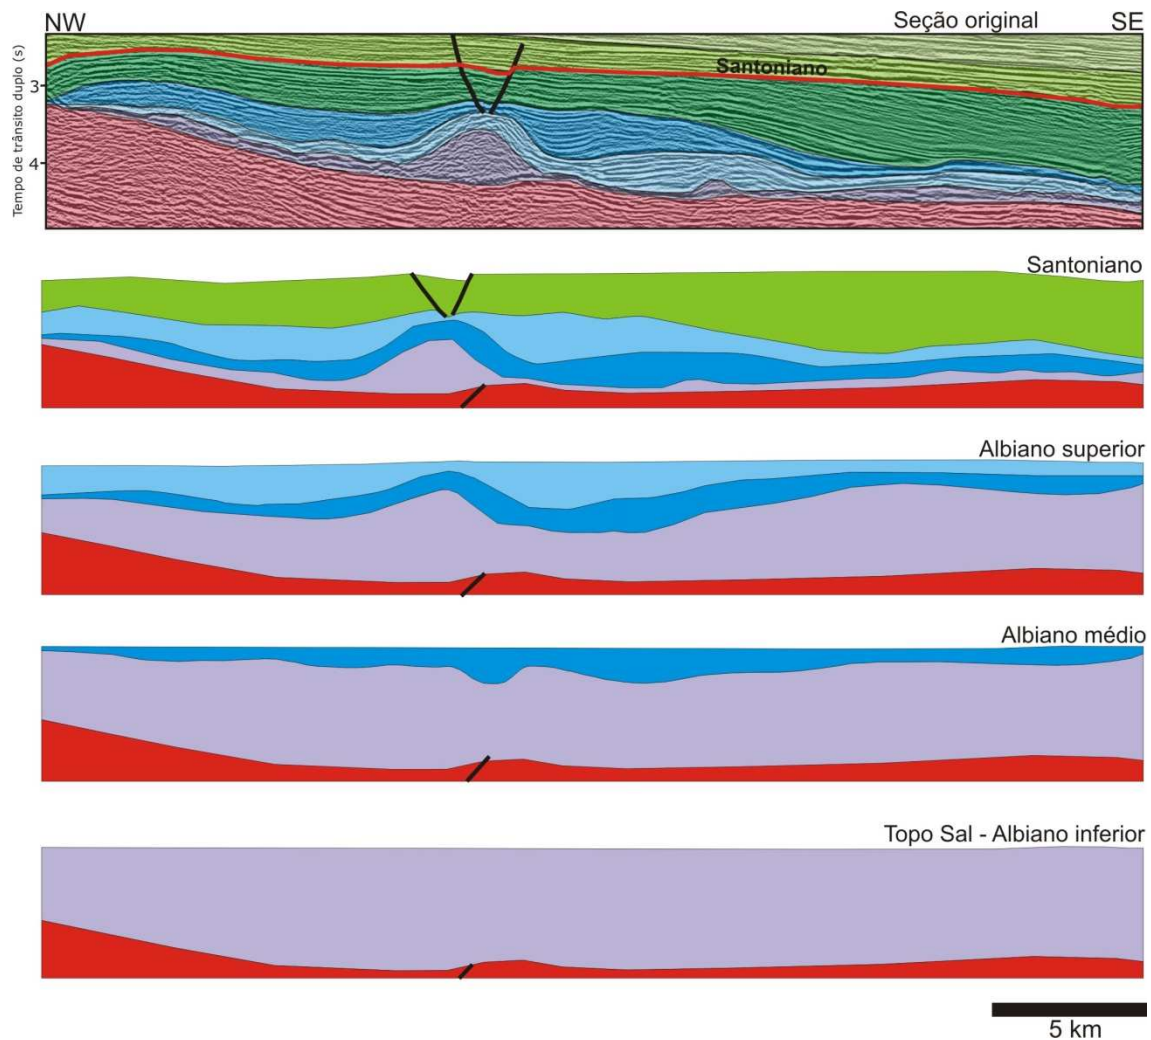 NW
Seção original
SE
Tempo de trânsito duplo (s)
3
4
Santoniano
Santoniano
Albiano superior
Albiano médio
Topo Sal - Albiano inferior
5 km